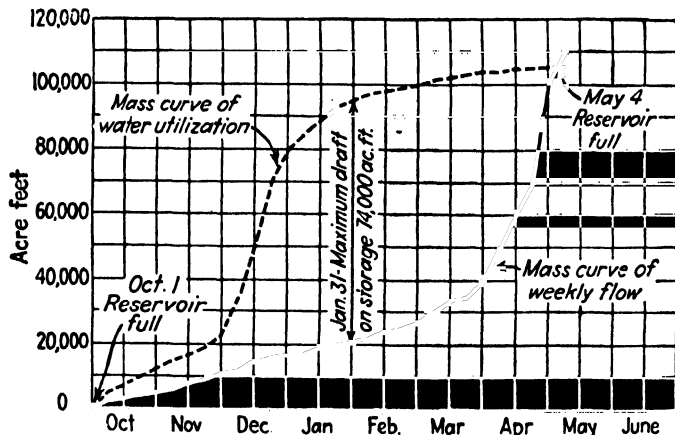 120,000
100,000
80,000
60,000
40,000
20,000
0
Acre feet
Mass curve of
water utilization
Oct. 1
Reservoir
full
Jan. 31-Maximum draft
on storage 74,000 ac. ft.
May 4
Reservoir
full
Mass curve of
weekly flow
Oct Nov Dec. Jan Feb. Mar Apr May June